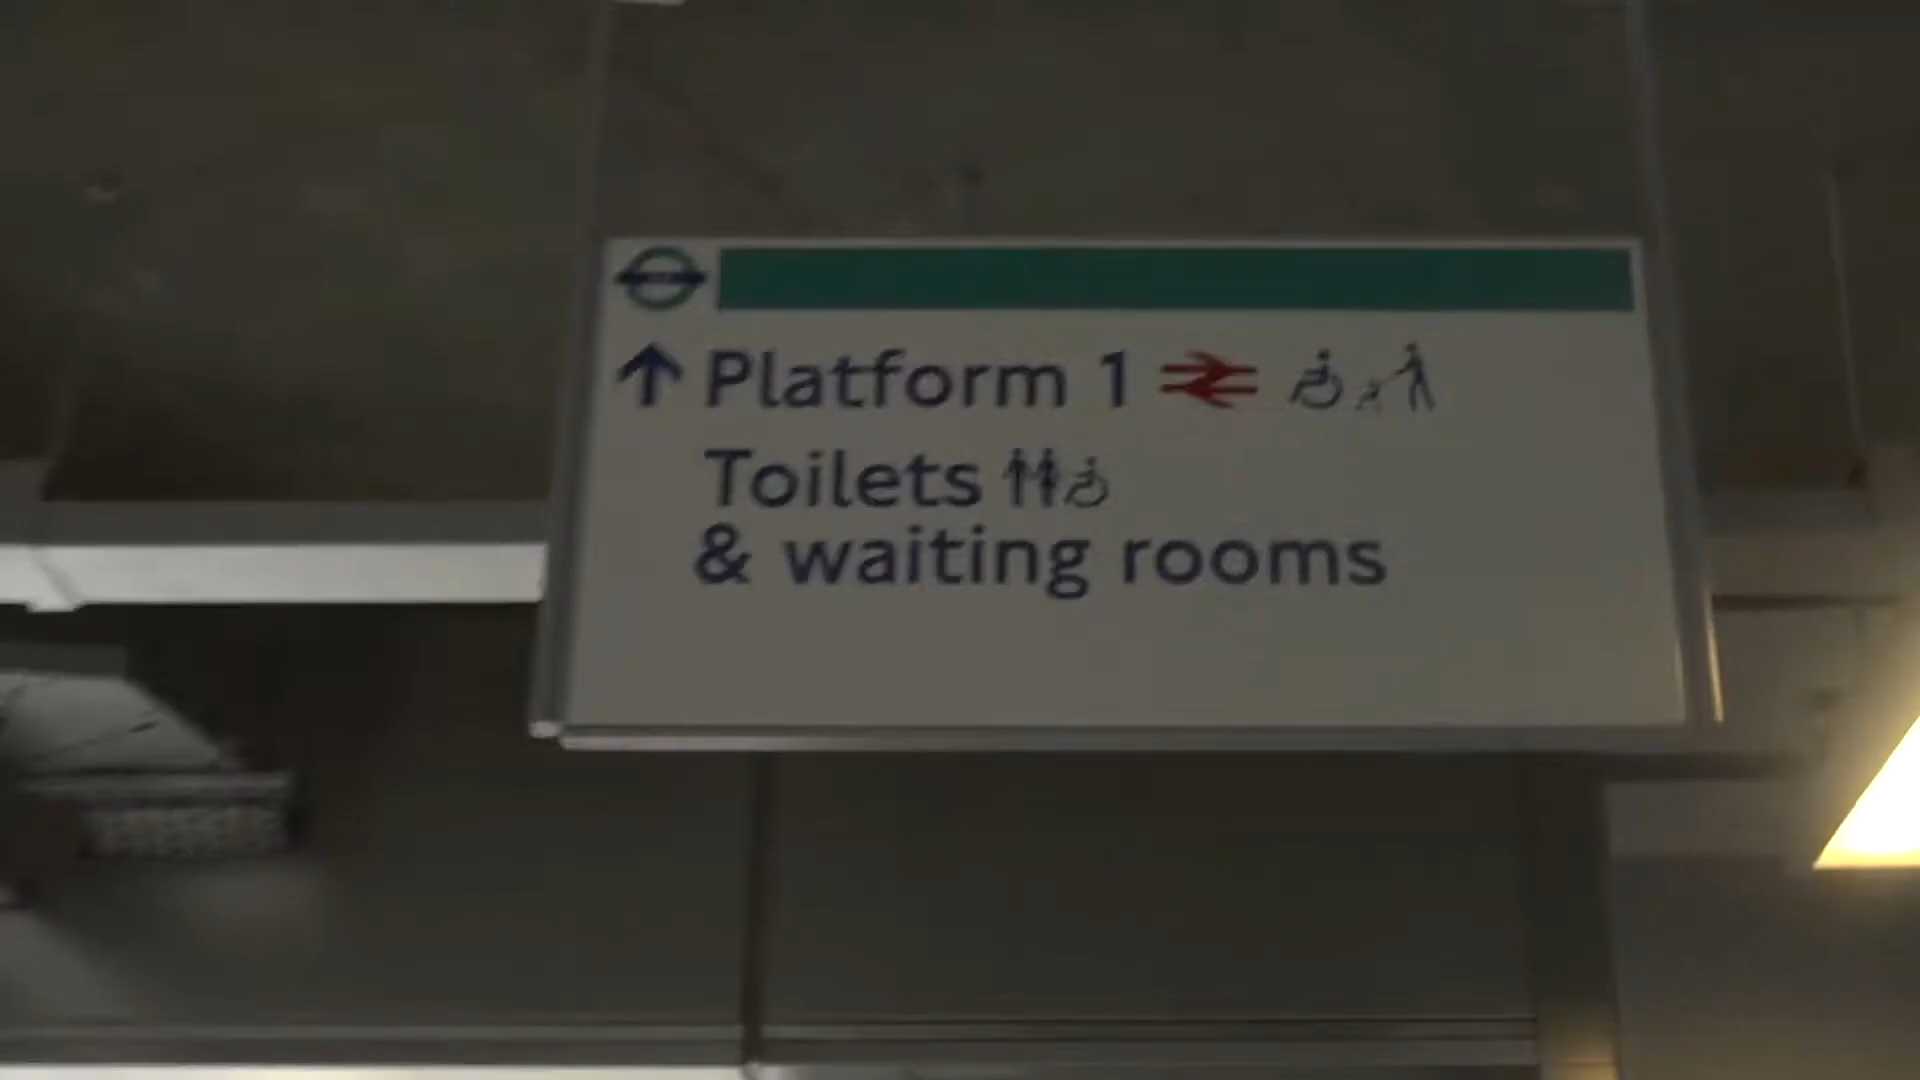 Platform 1
Toilets
& waiting rooms